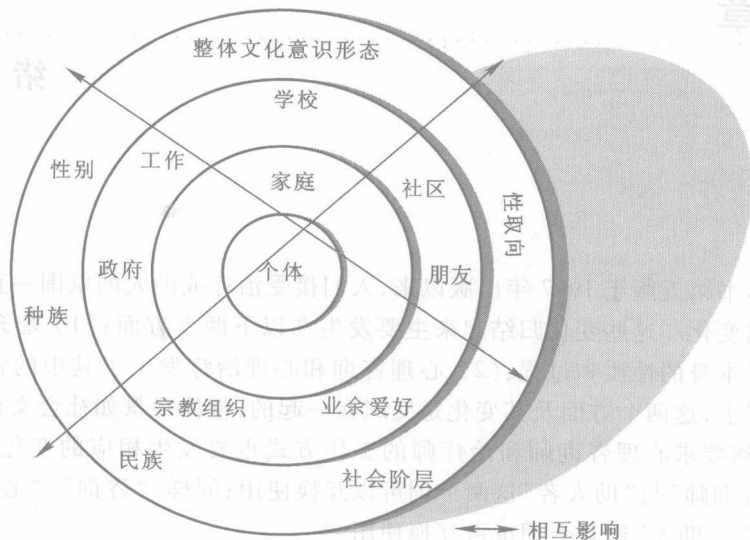 整体文化意识形态
学校
性别
工作
家庭
社区
性取向
政府
个体
朋友
种族
宗教组织
业余爱好
民族
社会阶层
相互影响